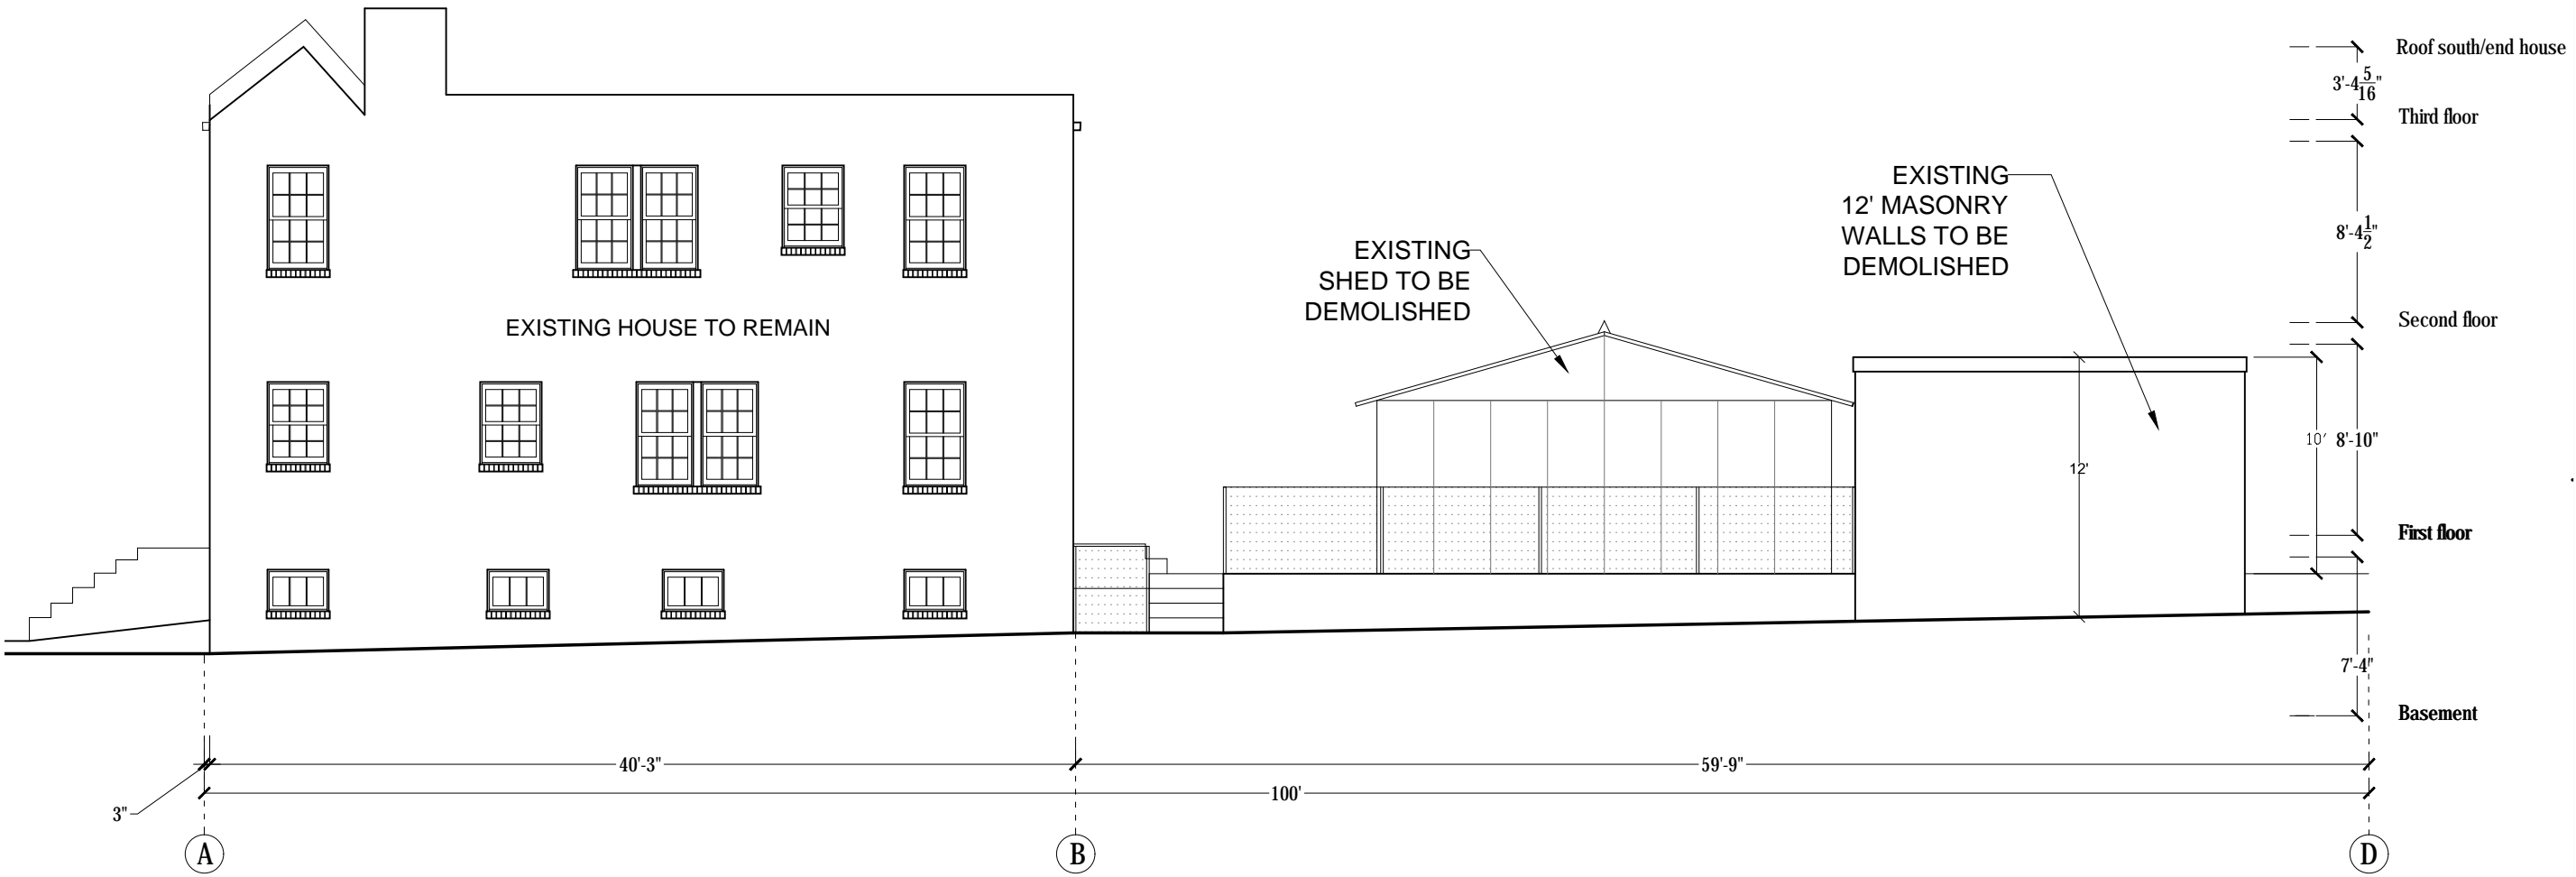 Roof south/end house
3'-4 5/16"
Third floor
EXISTING
12' MASONRY
WALLS TO BE
DEMOLISHED
8'-4 1/2"
EXISTING
SHED TO BE
DEMOLISHED
EXISTING HOUSE TO REMAIN
Second floor
10'
8'-10"
12'
First floor
7'-4"
Basement
40'-3"
59'-9"
100'
3"
A
B
D